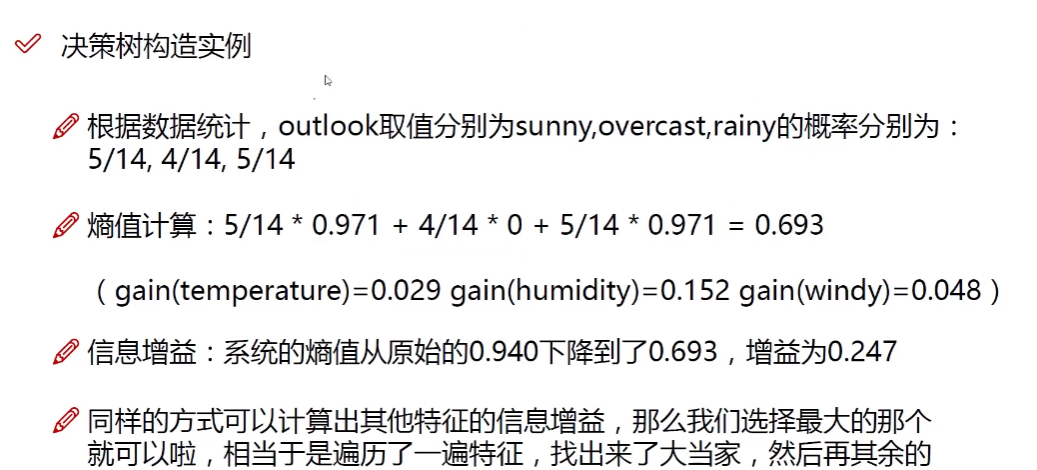 决策树构造实例
根据数据统计，outlook取值分别为sunny,overcast,rainy的概率分别为：
5/14, 4/14, 5/14
熵值计算：5/14 * 0.971 + 4/14 * 0 + 5/14 * 0.971 = 0.693
（gain(temperature)=0.029 gain(humidity)=0.152 gain(windy)=0.048）
信息增益：系统的熵值从原始的0.940下降到了0.693，增益为0.247
同样的方式可以计算出其他特征的信息增益，那么我们选择最大的那个
就可以啦，相当于是遍历了一遍特征，找出来了大当家，然后再其余的